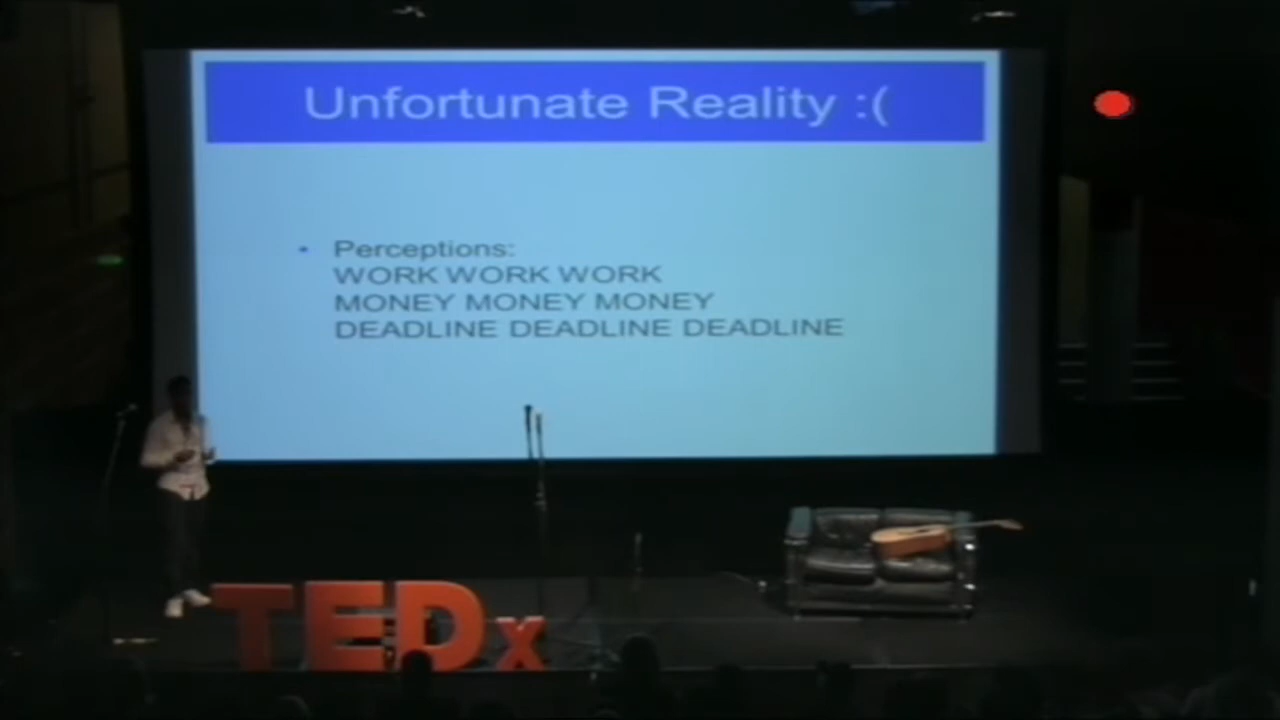 Unfortunate Reality :(
• Perceptions:
WORK WORK WORK
MONEY MONEY MONEY
DEADLINE DEADLINE DEADLINE
TEDx